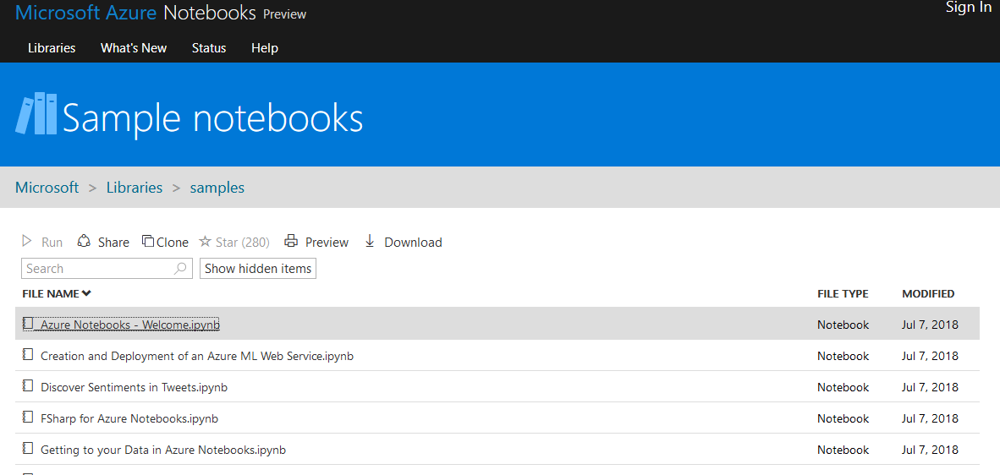 Microsoft Azure Notebooks Preview
Sign In
Libraries What's New Status Help
Sample notebooks
Microsoft > Libraries > samples
Run Share Clone Star (280) Preview Download
Search Show hidden items
FILE NAME FILE TYPE MODIFIED
Azure Notebooks - Welcome.ipynb Notebook Jul 7, 2018
Creation and Deployment of an Azure ML Web Service.ipynb Notebook Jul 7, 2018
Discover Sentiments in Tweets.ipynb Notebook Jul 7, 2018
FSharp for Azure Notebooks.ipynb Notebook Jul 7, 2018
Getting to your Data in Azure Notebooks.ipynb Notebook Jul 7, 2018